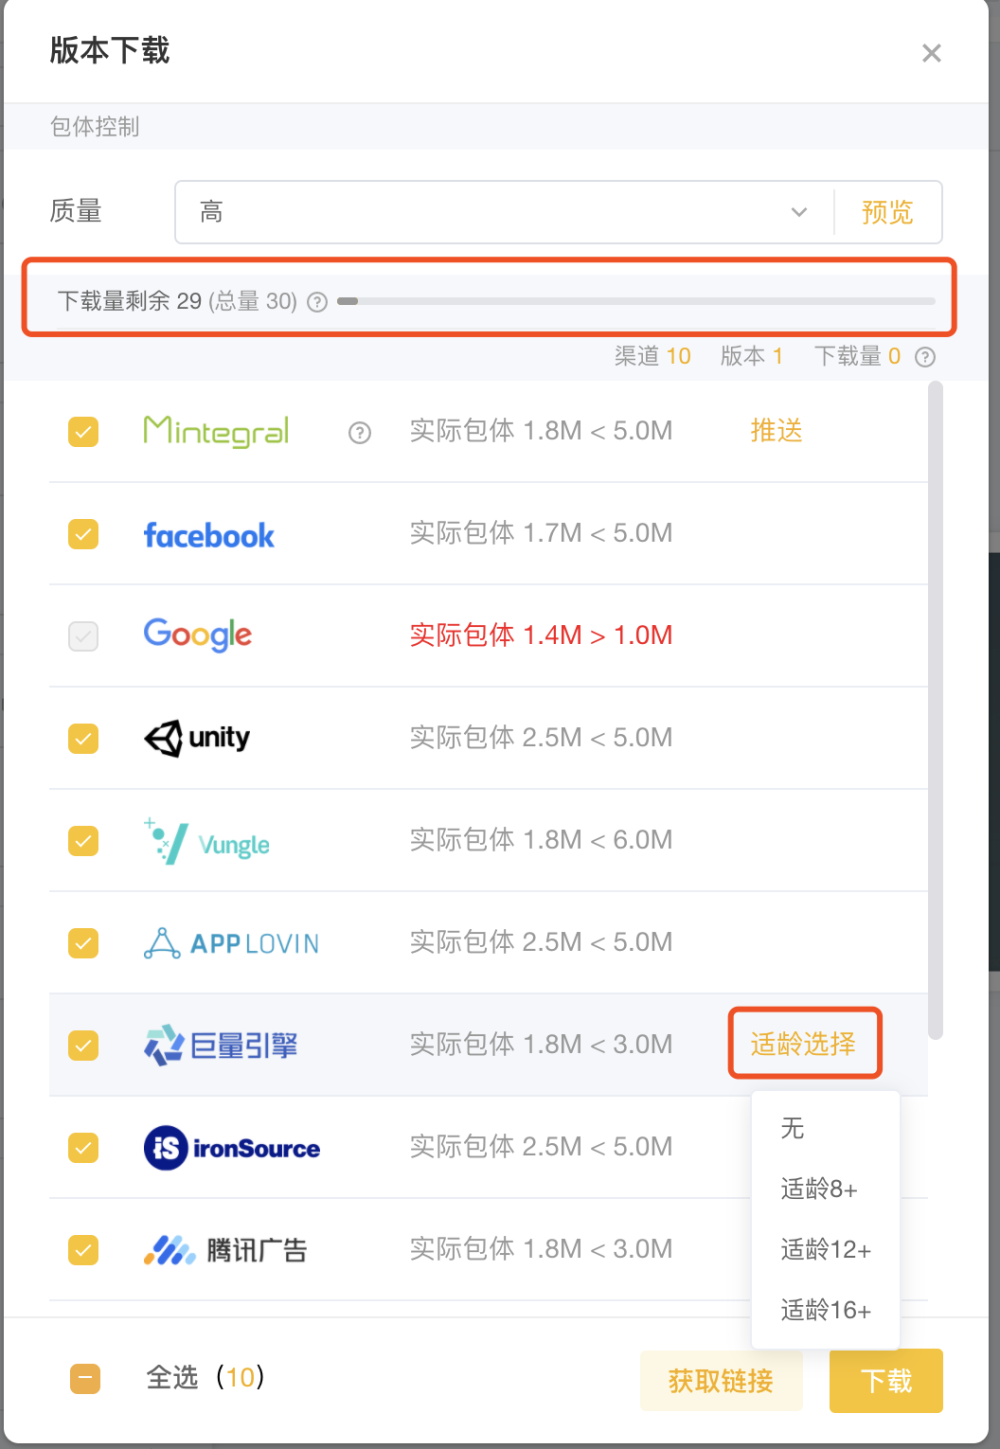 版本下载
包体控制
质量 高 预览
下载量剩余 29 (总量 30) ?
渠道 10 版本 1 下载量 0 ?
Mintegral ? 实际包体 1.8M < 5.0M 推送
facebook 实际包体 1.7M < 5.0M
Google 实际包体 1.4M > 1.0M
unity 实际包体 2.5M < 5.0M
Vungle 实际包体 1.8M < 6.0M
APPLOVIN 实际包体 2.5M < 5.0M
巨量引擎 实际包体 1.8M < 3.0M 适龄选择
无
iS ironSource 实际包体 2.5M < 5.0M
适龄8+
腾讯广告 实际包体 1.8M < 3.0M
适龄12+
适龄16+
全选（10） 获取链接 下载